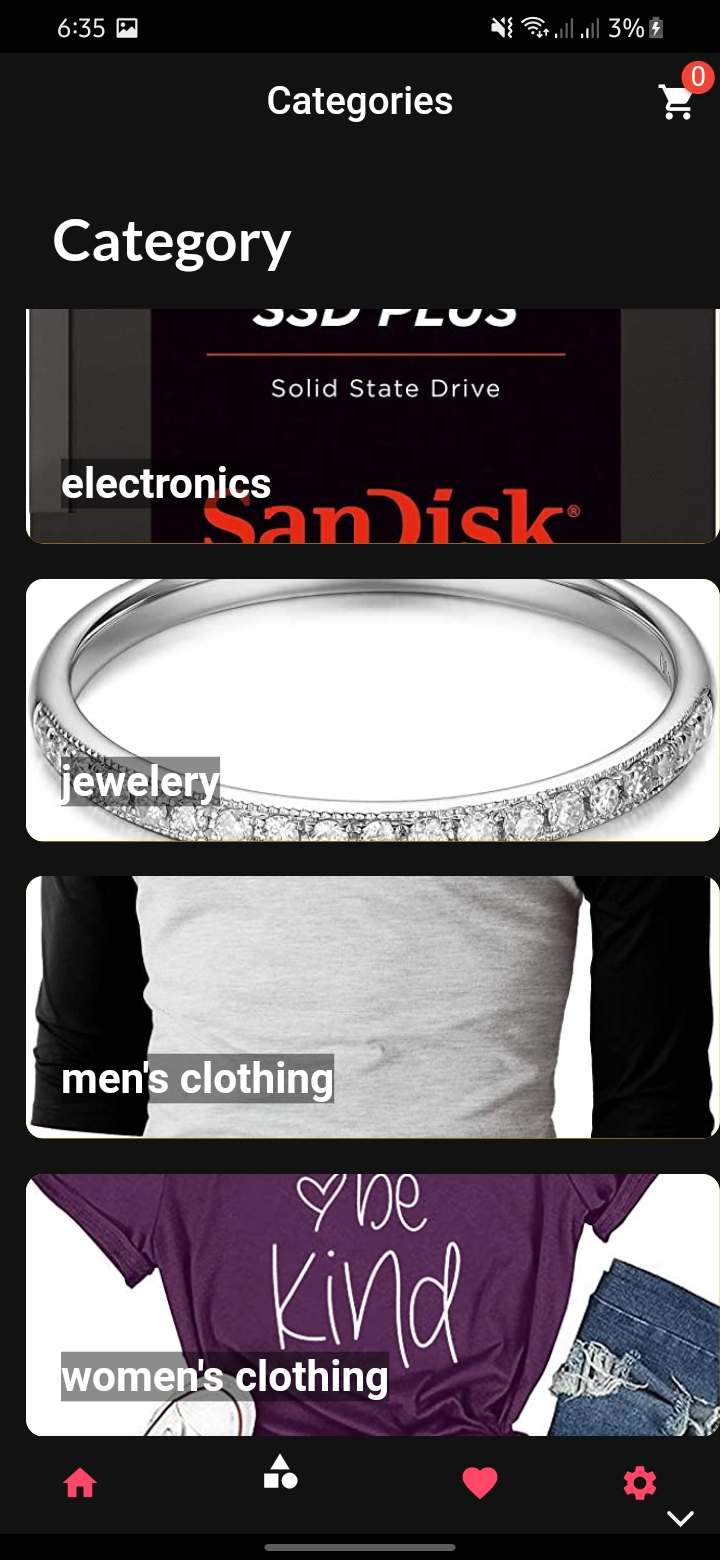 6:35 3%
0
Categories
Category
SSD PLUS
Solid State Drive
electronics
SanDisk®
jewelery
men's clothing
be
kind
women's clothing